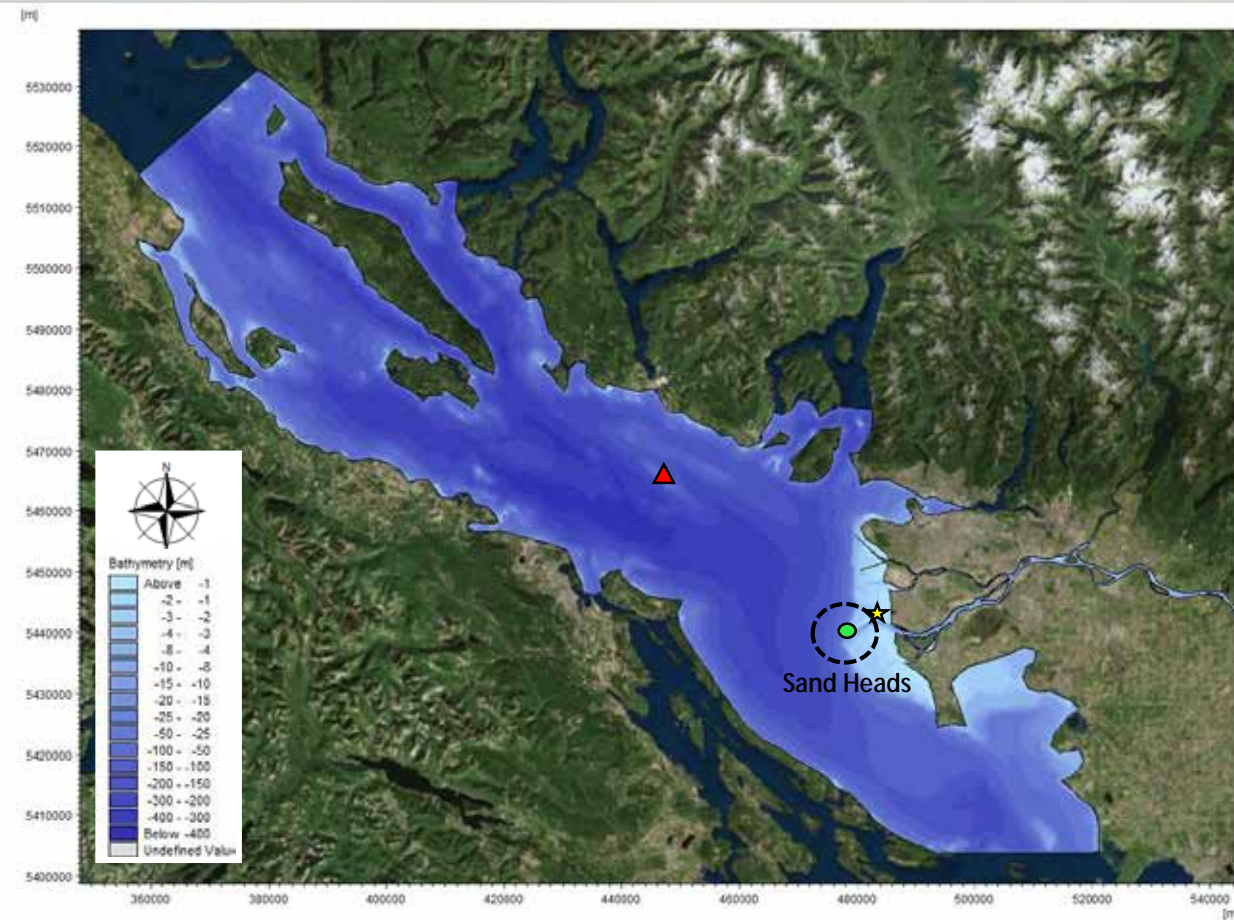 [m]
5530000
5520000
5510000
5500000
5490000
5480000
5470000
5460000
5450000
5440000
5430000
5420000
5410000
5400000
N
Bathymetry [m]
Above -1
-2 - -1
-3 - -2
-4 - -3
-8 - -4
-10 - -8
-15 - -10
-20 - -15
-25 - -20
-50 - -25
-100 - -50
-150 - -100
-200 - -150
-300 - -200
-400 - -300
Below -400
Undefined Value
Sand Heads
360000 380000 400000 420000 440000 460000 480000 500000 520000 540000
[m]